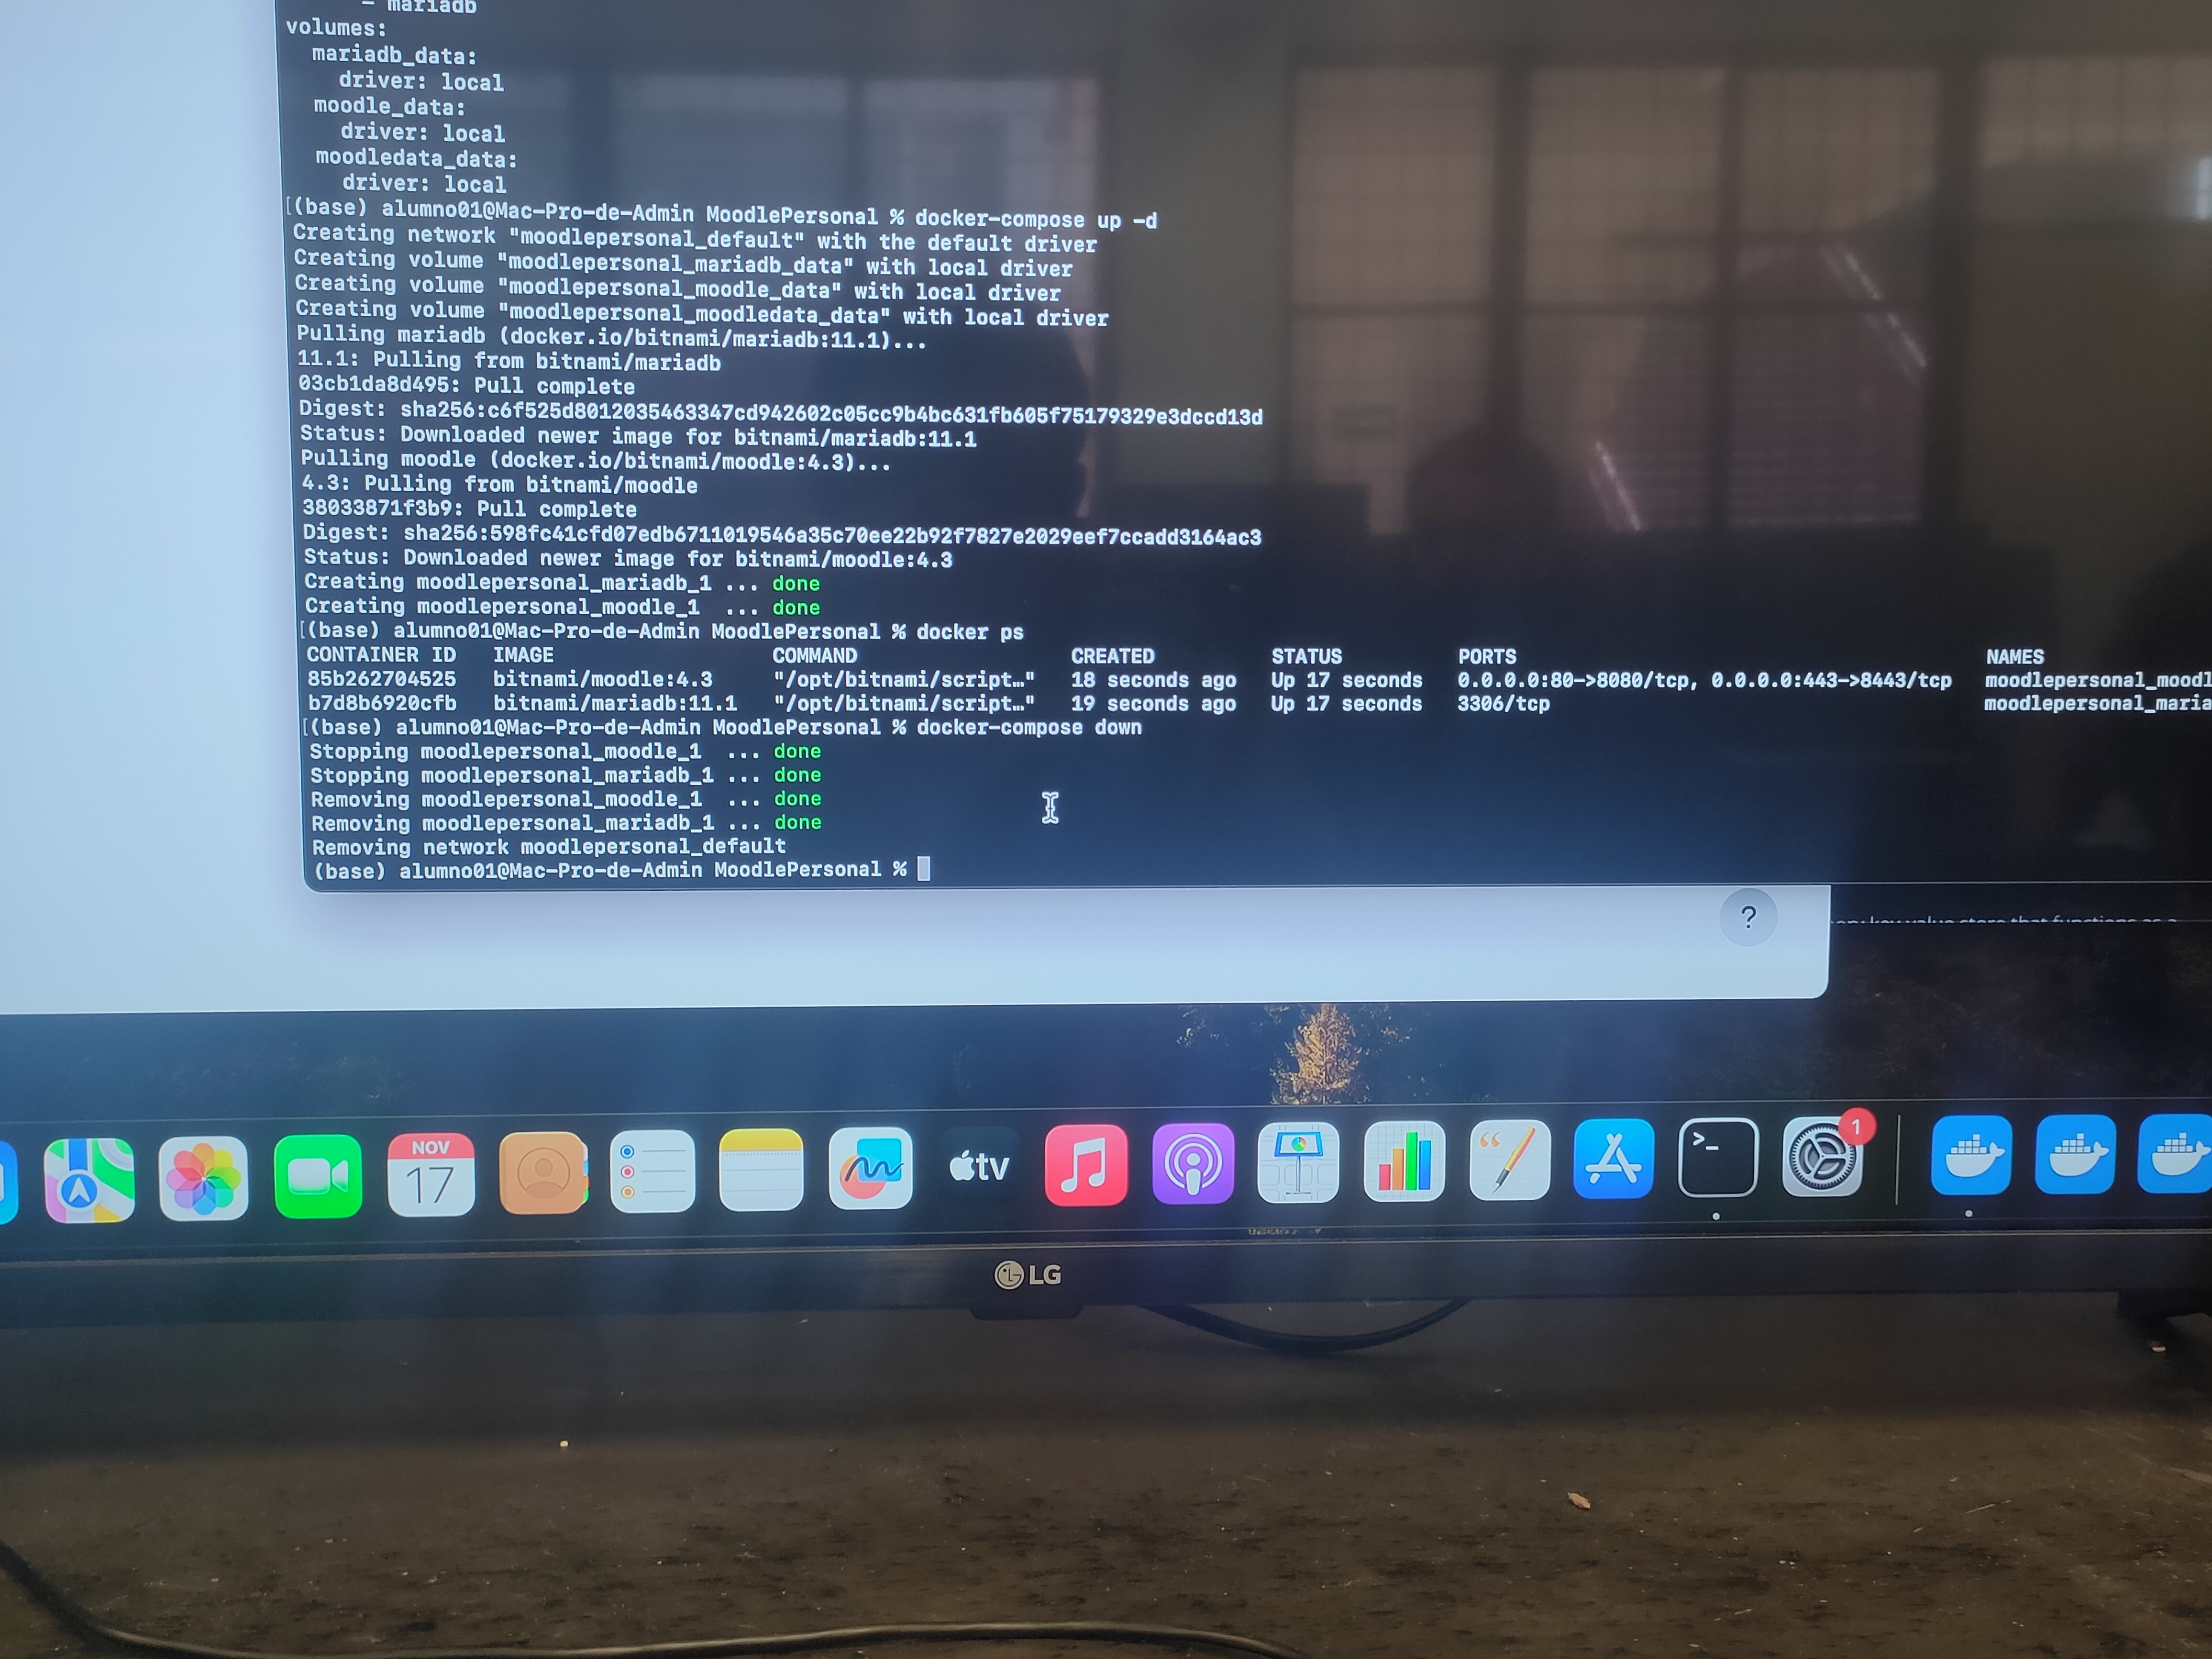 - mariadb
volumes:
  mariadb_data:
    driver: local
  moodle_data:
    driver: local
  moodledata_data:
    driver: local
[(base) alumno01@Mac-Pro-de-Admin MoodlePersonal % docker-compose up -d
Creating network "moodlepersonal_default" with the default driver
Creating volume "moodlepersonal_mariadb_data" with local driver
Creating volume "moodlepersonal_moodle_data" with local driver
Creating volume "moodlepersonal_moodledata_data" with local driver
Pulling mariadb (docker.io/bitnami/mariadb:11.1)...
11.1: Pulling from bitnami/mariadb
03cb1da8d495: Pull complete
Digest: sha256:c6f525d8012035463347cd942602c05cc9b4bc631fb605f75179329e3dccd13d
Status: Downloaded newer image for bitnami/mariadb:11.1
Pulling moodle (docker.io/bitnami/moodle:4.3)...
4.3: Pulling from bitnami/moodle
38033871f3b9: Pull complete
Digest: sha256:598fc41cfd07edb6711019546a35c70ee22b92f7827e2029eef7ccadd3164ac3
Status: Downloaded newer image for bitnami/moodle:4.3
Creating moodlepersonal_mariadb_1 ... done
Creating moodlepersonal_moodle_1  ... done
[(base) alumno01@Mac-Pro-de-Admin MoodlePersonal % docker ps
CONTAINER ID   IMAGE   COMMAND   CREATED   STATUS   PORTS   NAMES
85b262704525   bitnami/moodle:4.3   "/opt/bitnami/script…"   18 seconds ago   Up 17 seconds   0.0.0.0:80->8080/tcp, 0.0.0.0:443->8443/tcp   moodlepersonal_mood
b7d8b6920cfb   bitnami/mariadb:11.1   "/opt/bitnami/script…"   19 seconds ago   Up 17 seconds   3306/tcp   moodlepersonal_maria
[(base) alumno01@Mac-Pro-de-Admin MoodlePersonal % docker-compose down
Stopping moodlepersonal_moodle_1  ... done
Stopping moodlepersonal_mariadb_1 ... done
Removing moodlepersonal_moodle_1  ... done
Removing moodlepersonal_mariadb_1 ... done
Removing network moodlepersonal_default
(base) alumno01@Mac-Pro-de-Admin MoodlePersonal %
?
key value store that functions as a
NOV
17
tv
>_
1
LG